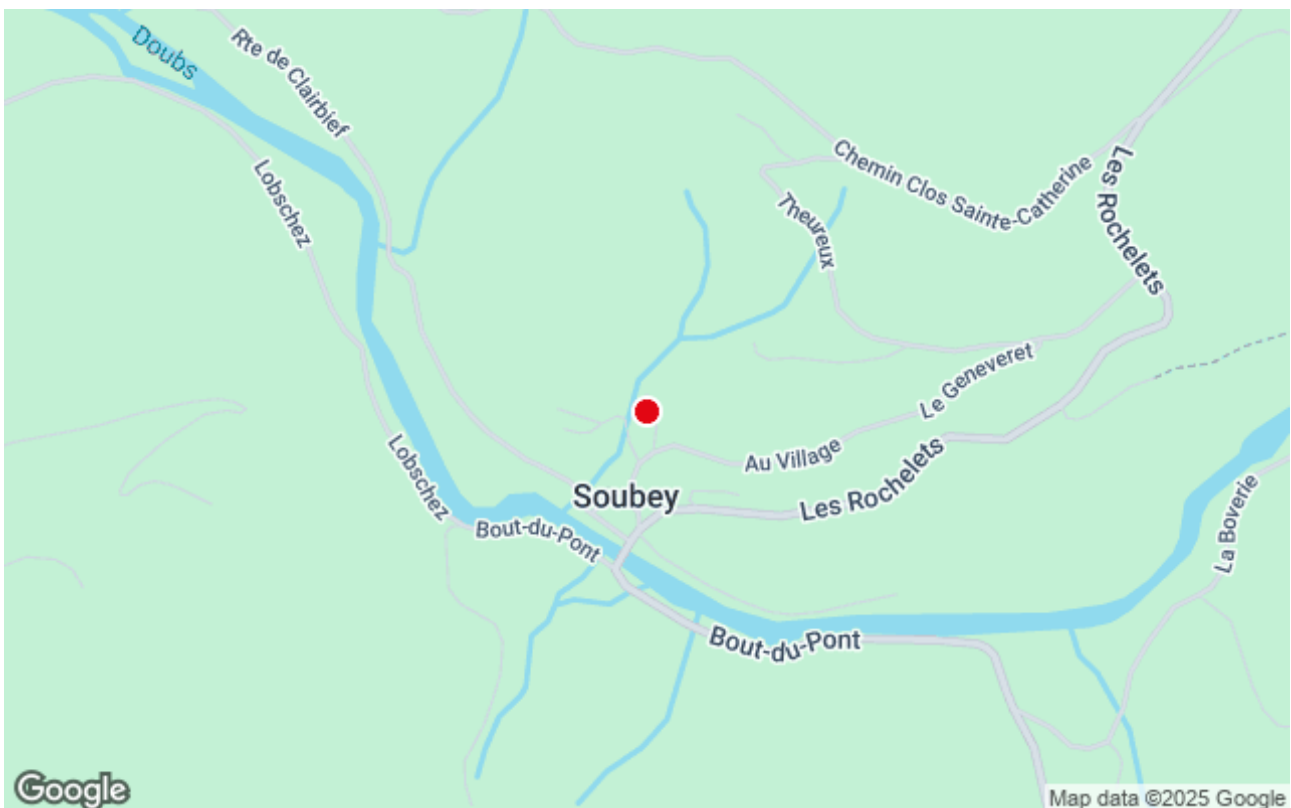 Doubs
Rte de Clairbief
Lobschez
Chemin Clos Sainte-Catherine
Les Rochelets
Theureux
Le Geneveret
Au Village
Lobschez
Les Rochelets
Soubey
Bout-du-Pont
La Boverie
Bout-du-Pont
Google
Map data ©2025 Google